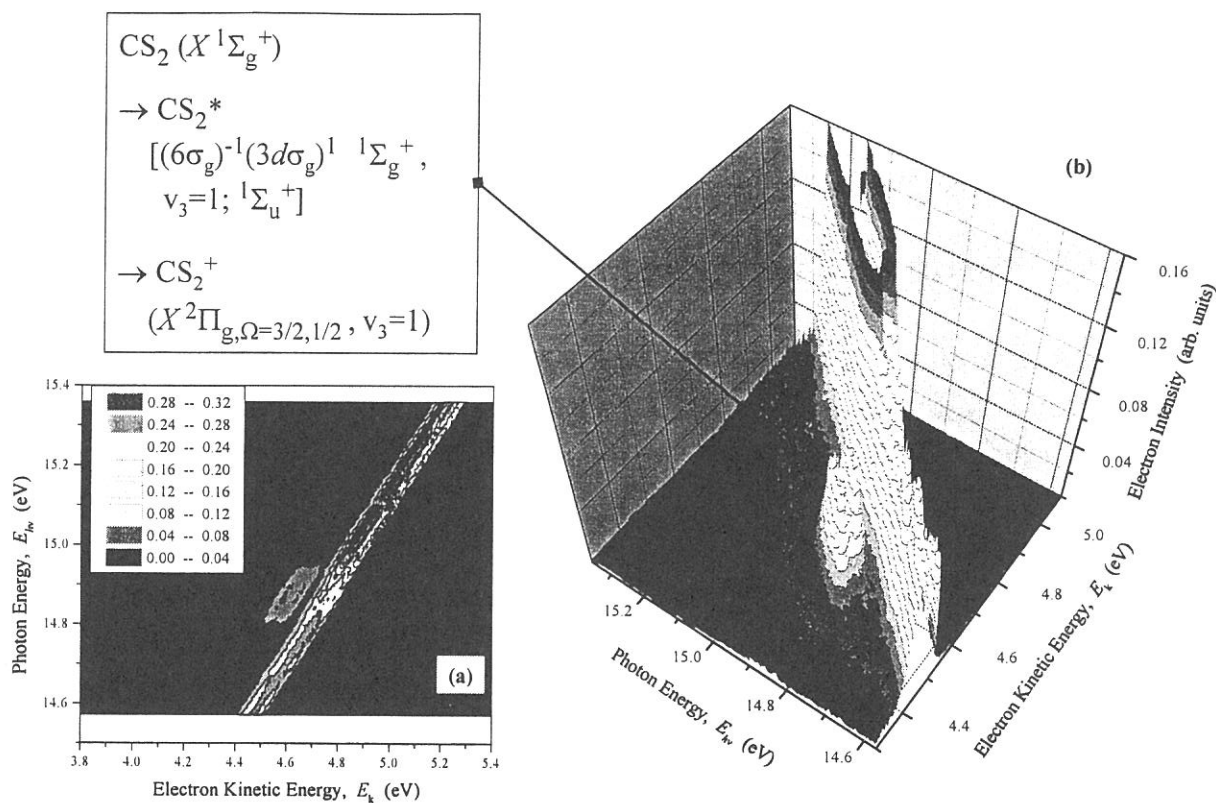 CS₂ (X ¹Σg⁺)
→ CS₂*
[(6σg)⁻¹(3dσg)¹ ¹Σg⁺ ,
v₃=1; ¹Σu⁺]
→ CS₂⁺
(X ²Πg,Ω=3/2,1/2 , v₃=1)
15.4
15.2
15.0
14.8
14.6
Photon Energy, Ehν (eV)
0.28 -- 0.32
0.24 -- 0.28
0.20 -- 0.24
0.16 -- 0.20
0.12 -- 0.16
0.08 -- 0.12
0.04 -- 0.08
0.00 -- 0.04
(a)
3.8 4.0 4.2 4.4 4.6 4.8 5.0 5.2 5.4
Electron Kinetic Energy, Ek (eV)
(b)
0.16
0.12
0.08
0.04
Electron Intensity (arb. units)
5.0
4.8
4.6
4.4
Electron Kinetic Energy, Ek (eV)
15.2
15.0
14.8
14.6
Photon Energy, Ehν (eV)